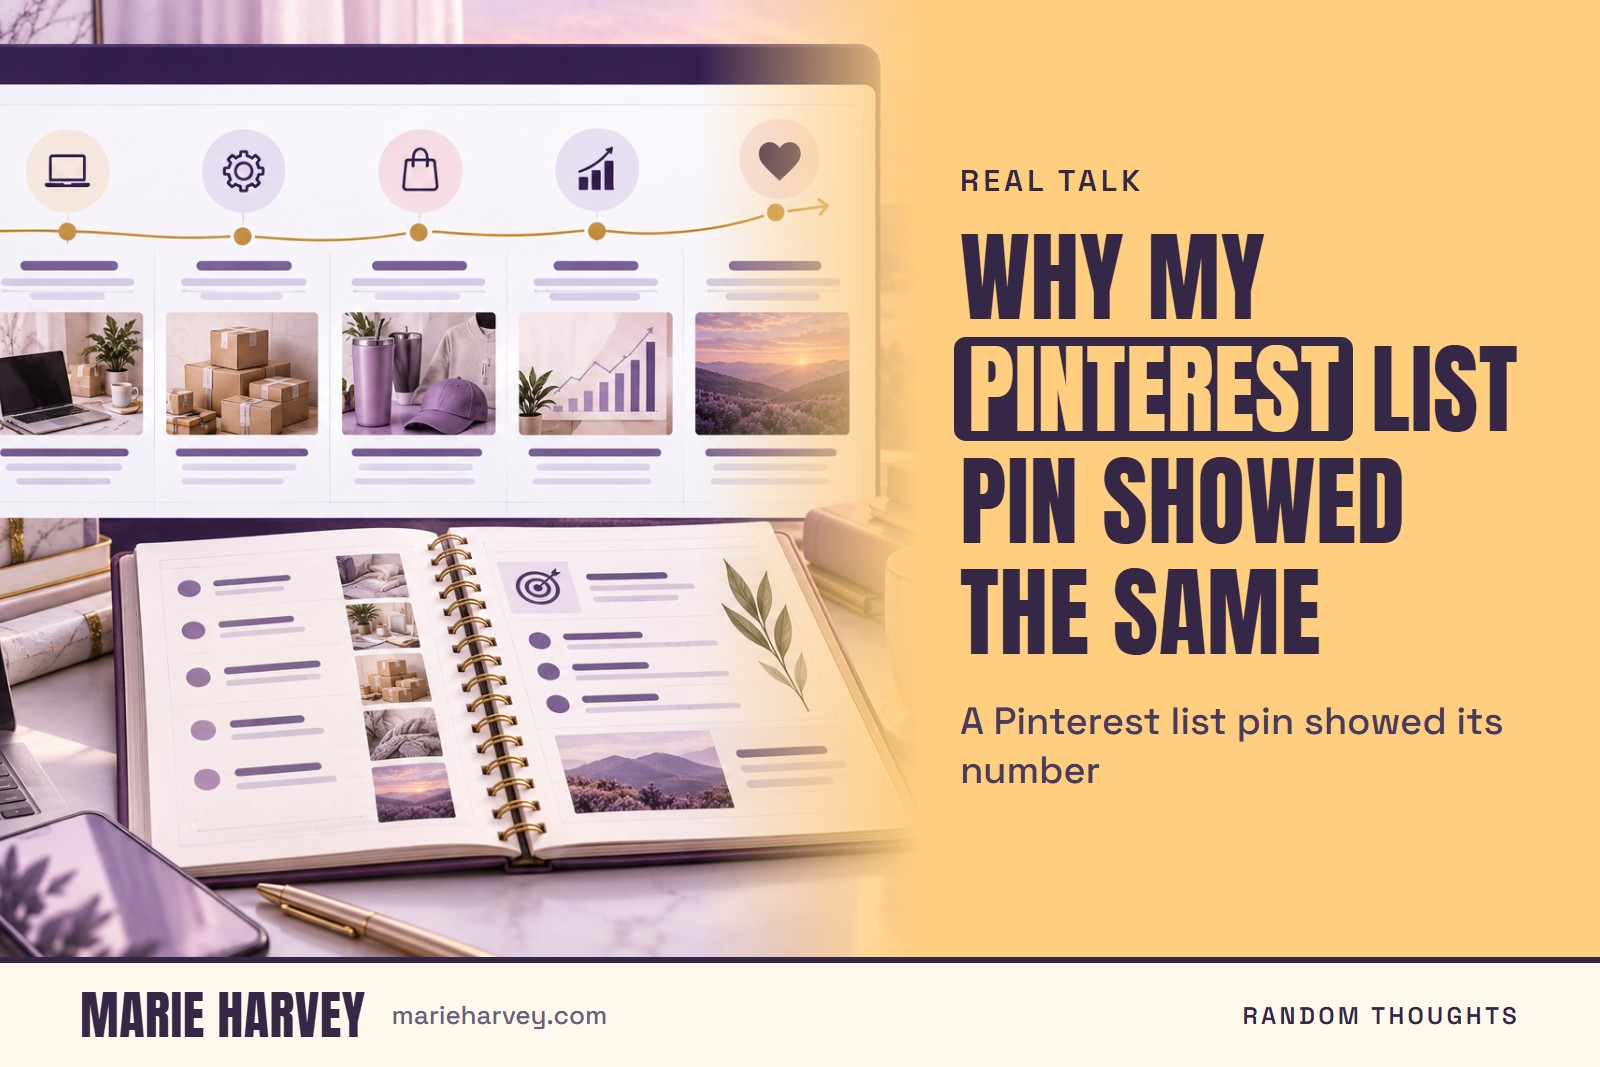 REAL TALK
WHY MY
PINTEREST LIST
PIN SHOWED
THE SAME
A Pinterest list pin showed its
number
MARIE HARVEY marieharvey.com
RANDOM THOUGHTS